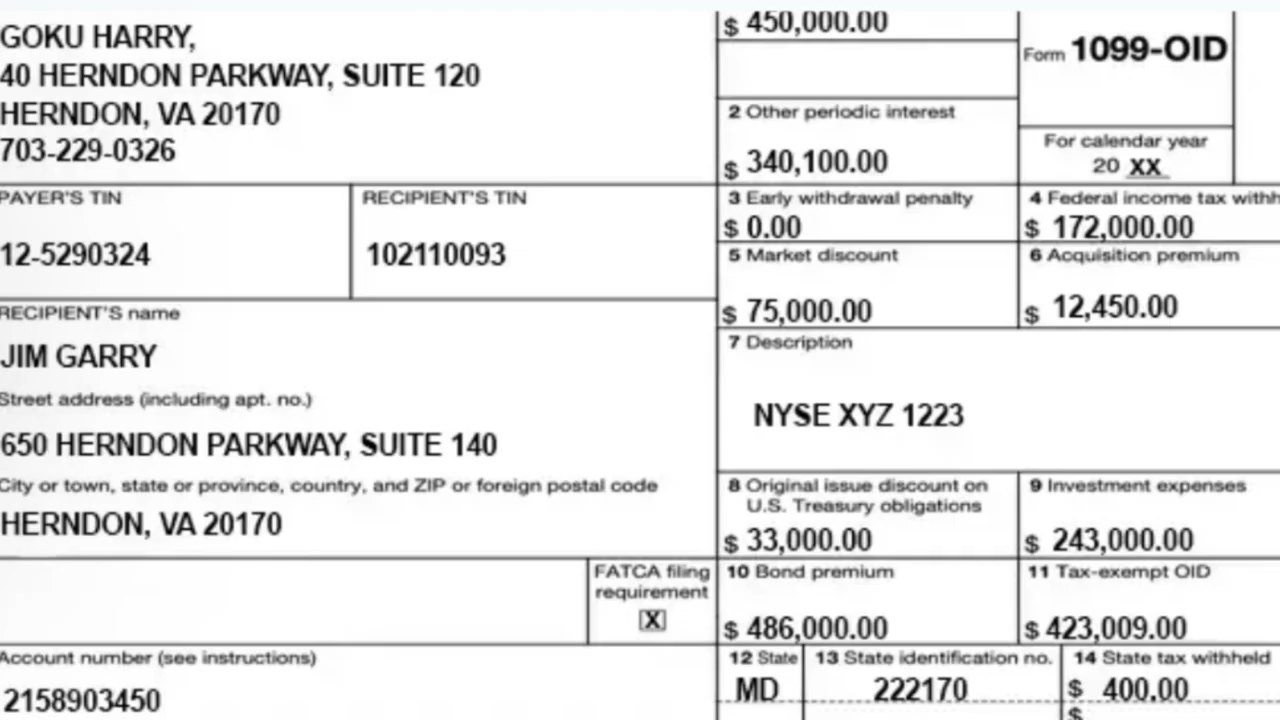 GOKU HARRY,
40 HERNDON PARKWAY, SUITE 120
HERNDON, VA 20170
703-229-0326
$ 450,000.00
Form 1099-OID
2 Other periodic interest
$ 340,100.00
For calendar year
20 XX
PAYER'S TIN
12-5290324
RECIPIENT'S TIN
102110093
3 Early withdrawal penalty
$ 0.00
4 Federal income tax withh
$ 172,000.00
5 Market discount
$ 75,000.00
6 Acquisition premium
$ 12,450.00
RECIPIENT'S name
JIM GARRY
Street address (including apt. no.)
650 HERNDON PARKWAY, SUITE 140
City or town, state or province, country, and ZIP or foreign postal code
HERNDON, VA 20170
7 Description
NYSE XYZ 1223
8 Original issue discount on
U.S. Treasury obligations
$ 33,000.00
9 Investment expenses
$ 243,000.00
FATCA filing
requirement
X
10 Bond premium
$ 486,000.00
11 Tax-exempt OID
$ 423,009.00
Account number (see instructions)
2158903450
12 State
MD
13 State identification no.
222170
14 State tax withheld
$ 400.00
$